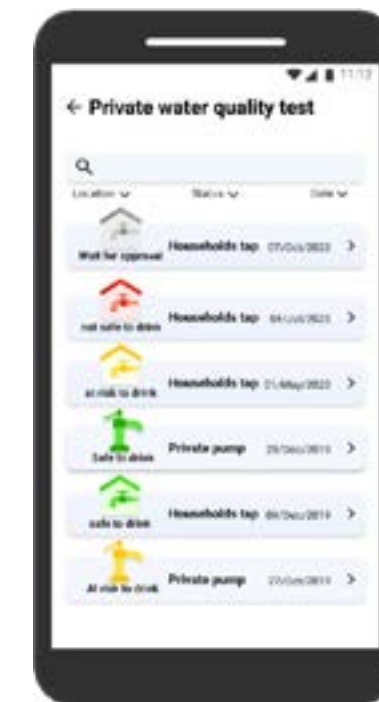 11:12
← Private water quality test
Location Status Date
Wait for approval Households tap
not safe to drink Households tap
at risk to drink Households tap
Safe to drink Private pump
safe to drink Households tap
At risk to drink Private pump